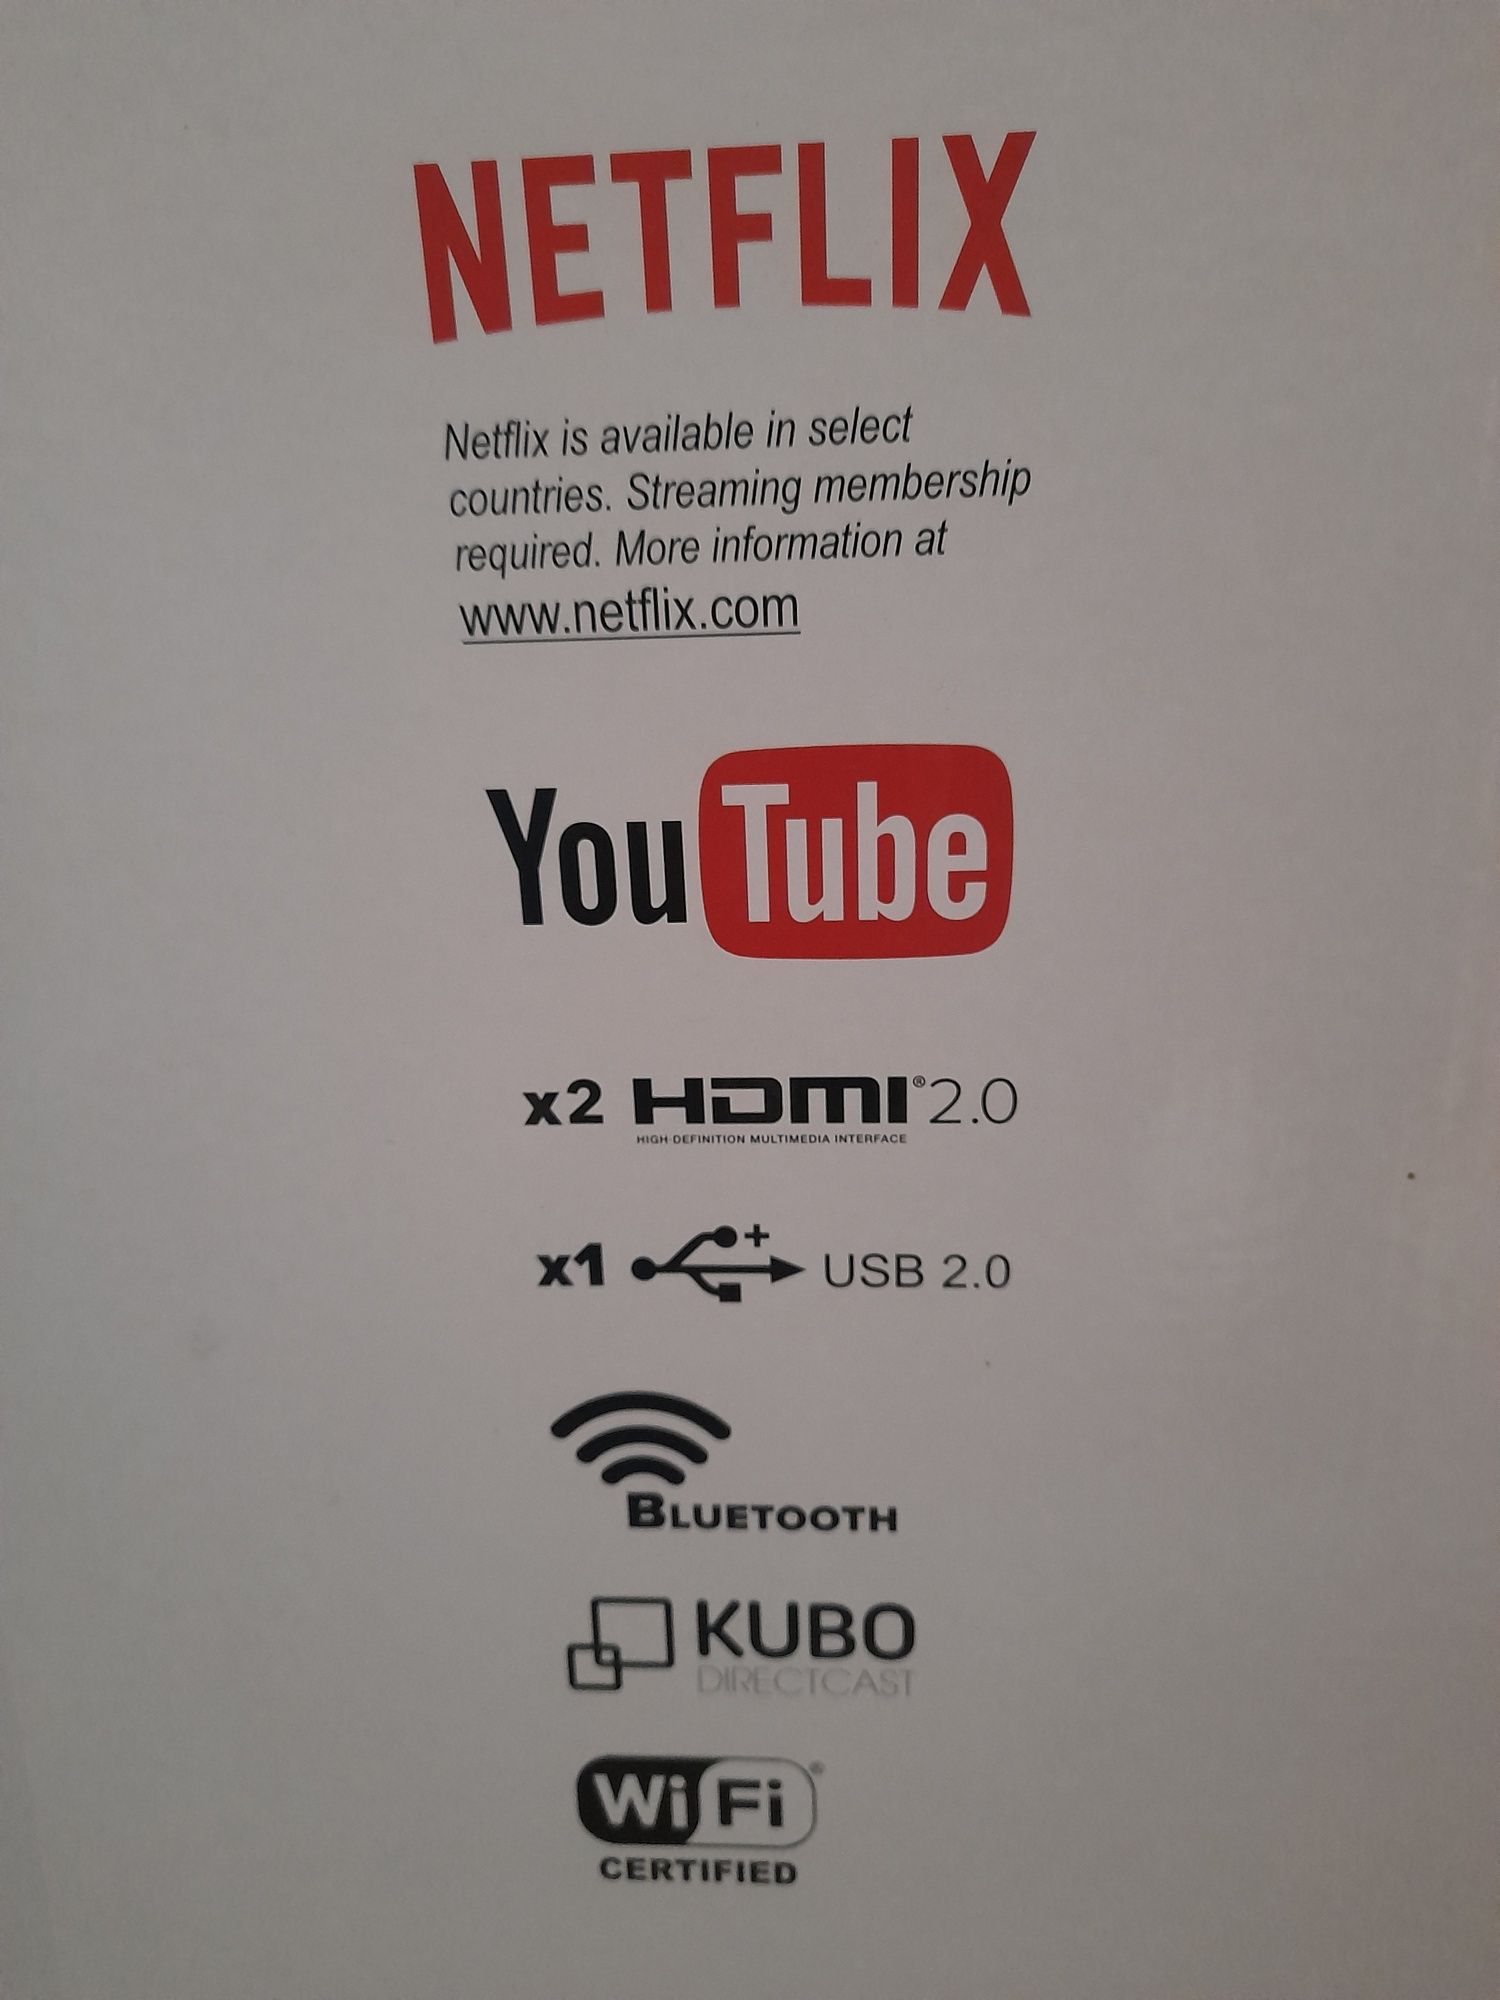 NETFLIX
Netflix is available in select
countries. Streaming membership
required. More information at
www.netflix.com
YouTube
x2 HDMI® 2.0
HIGH-DEFINITION MULTIMEDIA INTERFACE
x1 USB 2.0
BLUETOOTH
KUBO
DIRECTCAST
WiFi®
CERTIFIED